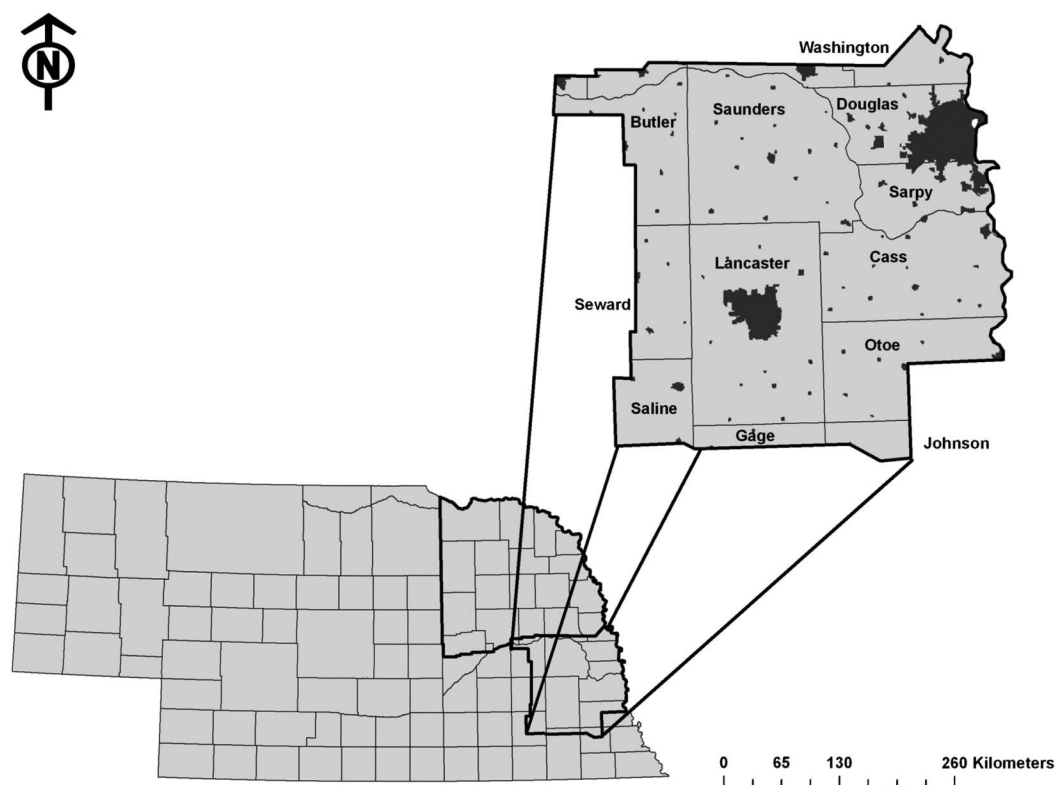 N
Washington
Douglas
Saunders
Butler
Sarpy
Lancaster
Cass
Seward
Otoe
Saline
Gage
Johnson
0 65 130 260 Kilometers